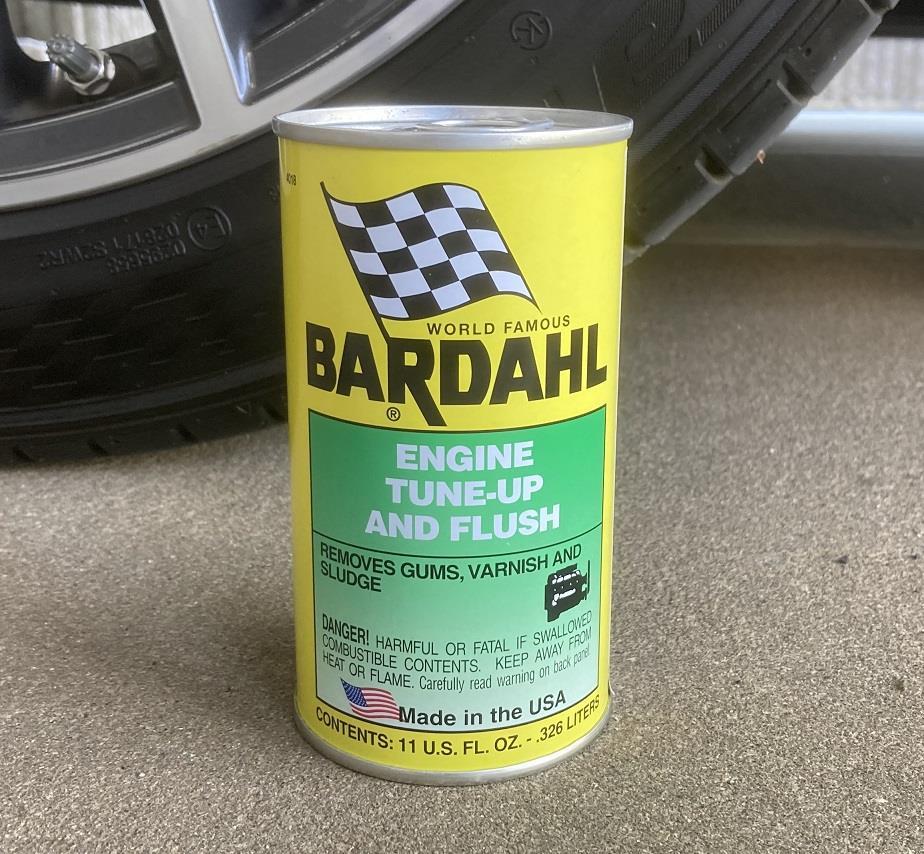 4018
WORLD FAMOUS
BARDAHL
®
ENGINE
TUNE-UP
AND FLUSH
REMOVES GUMS, VARNISH AND
SLUDGE
DANGER! HARMFUL OR FATAL IF SWALLOWED
COMBUSTIBLE CONTENTS. KEEP AWAY FROM
HEAT OR FLAME. Carefully read warning on back panel.
Made in the USA
CONTENTS: 11 U.S. FL. OZ. - .326 LITERS